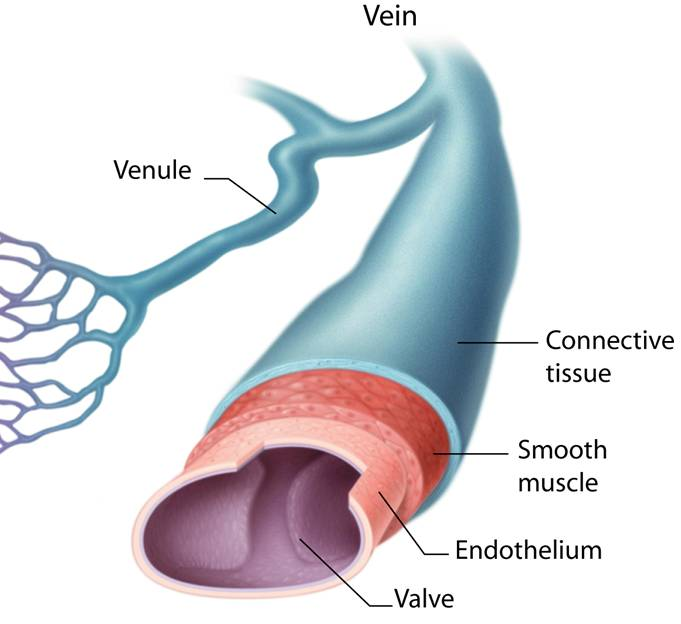 Vein
Venule
Connective
tissue
Smooth
muscle
Endothelium
Valve